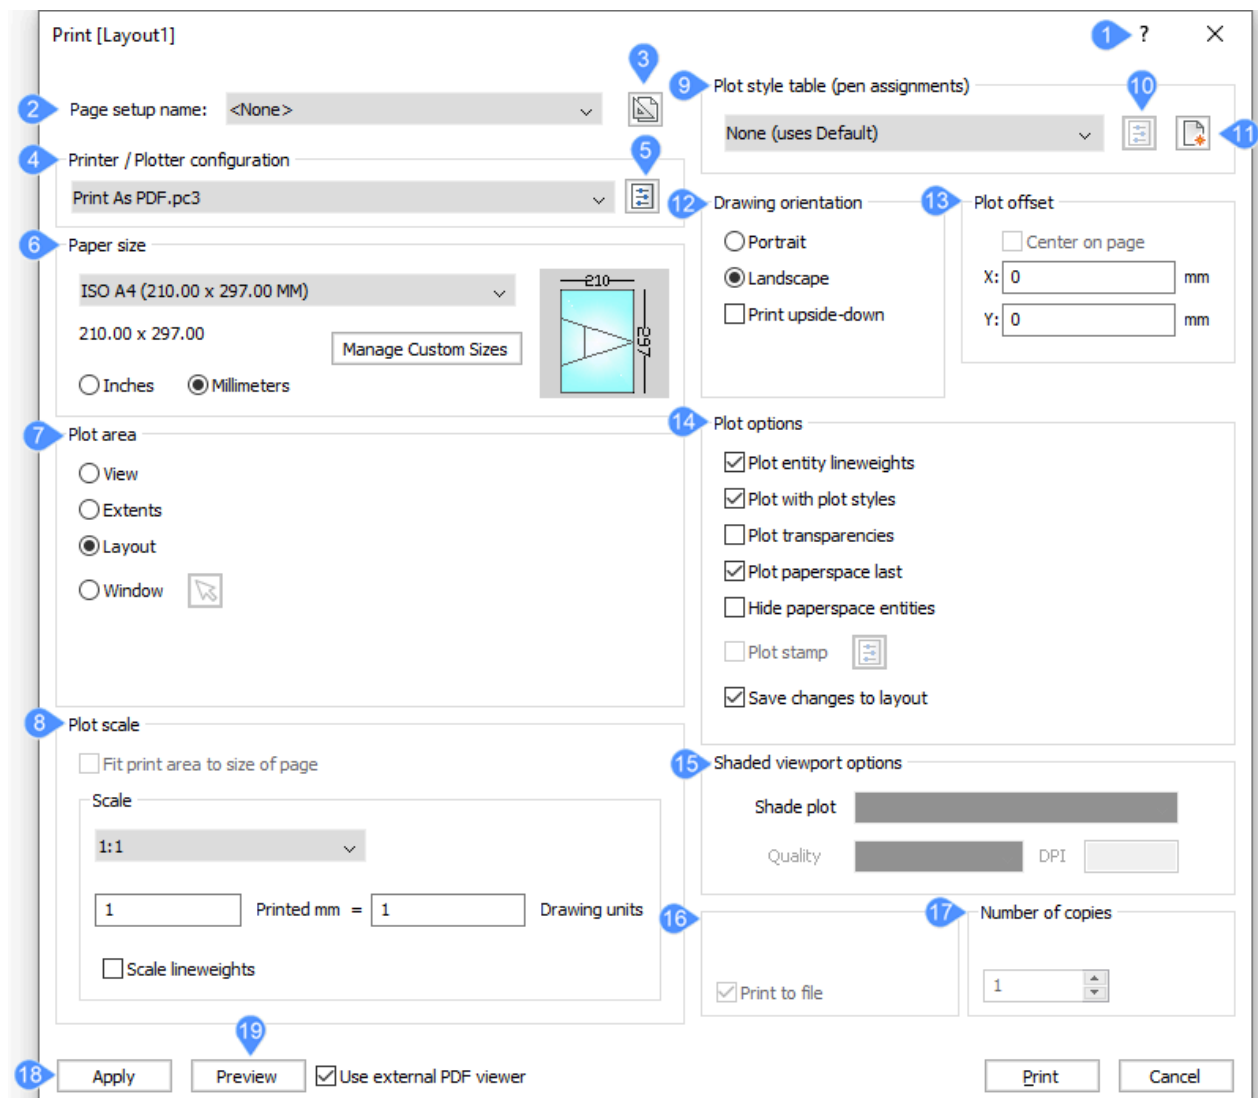 Print [Layout1]
1
?
2
Page setup name:
<None>
3
4
Printer / Plotter configuration
Print As PDF.pc3
5
6
Paper size
ISO A4 (210.00 x 297.00 MM)
210.00 x 297.00
Manage Custom Sizes
Inches
Millimeters
210
297
7
Plot area
View
Extents
Layout
Window
8
Plot scale
Fit print area to size of page
Scale
1:1
1
Printed mm
=
1
Drawing units
Scale lineweights
9
Plot style table (pen assignments)
10
None (uses Default)
11
12
Drawing orientation
Portrait
Landscape
Print upside-down
13
Plot offset
Center on page
X:
0
mm
Y:
0
mm
14
Plot options
Plot entity lineweights
Plot with plot styles
Plot transparencies
Plot paperspace last
Hide paperspace entities
Plot stamp
Save changes to layout
15
Shaded viewport options
Shade plot
Quality
DPI
16
Print to file
17
Number of copies
1
18
Apply
19
Preview
Use external PDF viewer
Print
Cancel